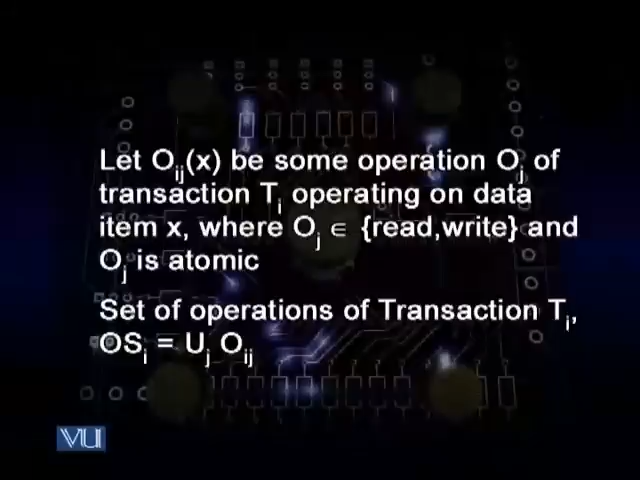 Let Oij(x) be some operation Oj of
transaction Ti operating on data
item x, where Oj ∈ {read,write} and
Oj is atomic
Set of operations of Transaction Ti,
OSi = Uj Oij
VU